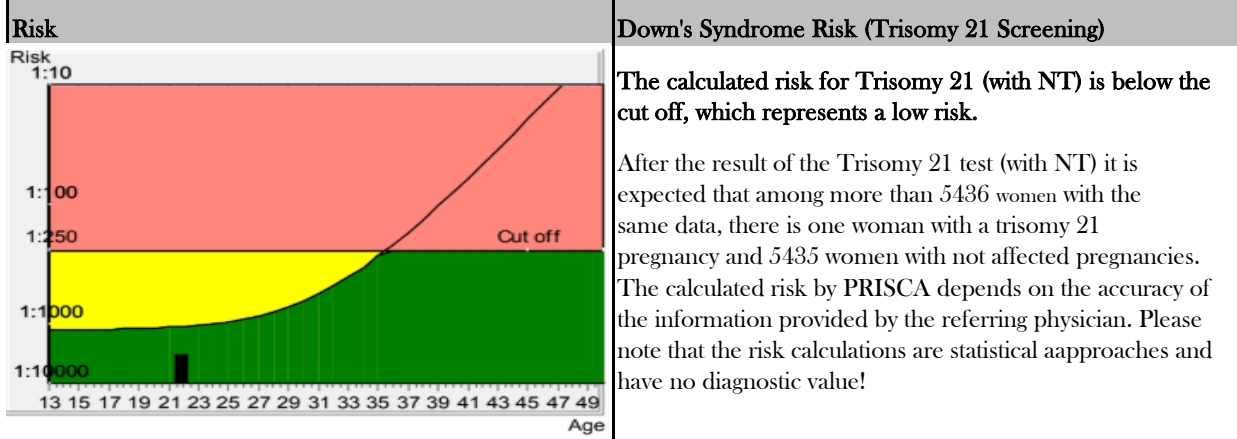 Risk
Risk
1:10
1:100
1:250
Cut off
1:1000
1:10000
13 15 17 19 21 23 25 27 29 31 33 35 37 39 41 43 45 47 49
Age
Down's Syndrome Risk (Trisomy 21 Screening)
The calculated risk for Trisomy 21 (with NT) is below the
cut off, which represents a low risk.
After the result of the Trisomy 21 test (with NT) it is
expected that among more than 5436 women with the
same data, there is one woman with a trisomy 21
pregnancy and 5435 women with not affected pregnancies.
The calculated risk by PRISCA depends on the accuracy of
the information provided by the referring physician. Please
note that the risk calculations are statistical aapproaches and
have no diagnostic value!